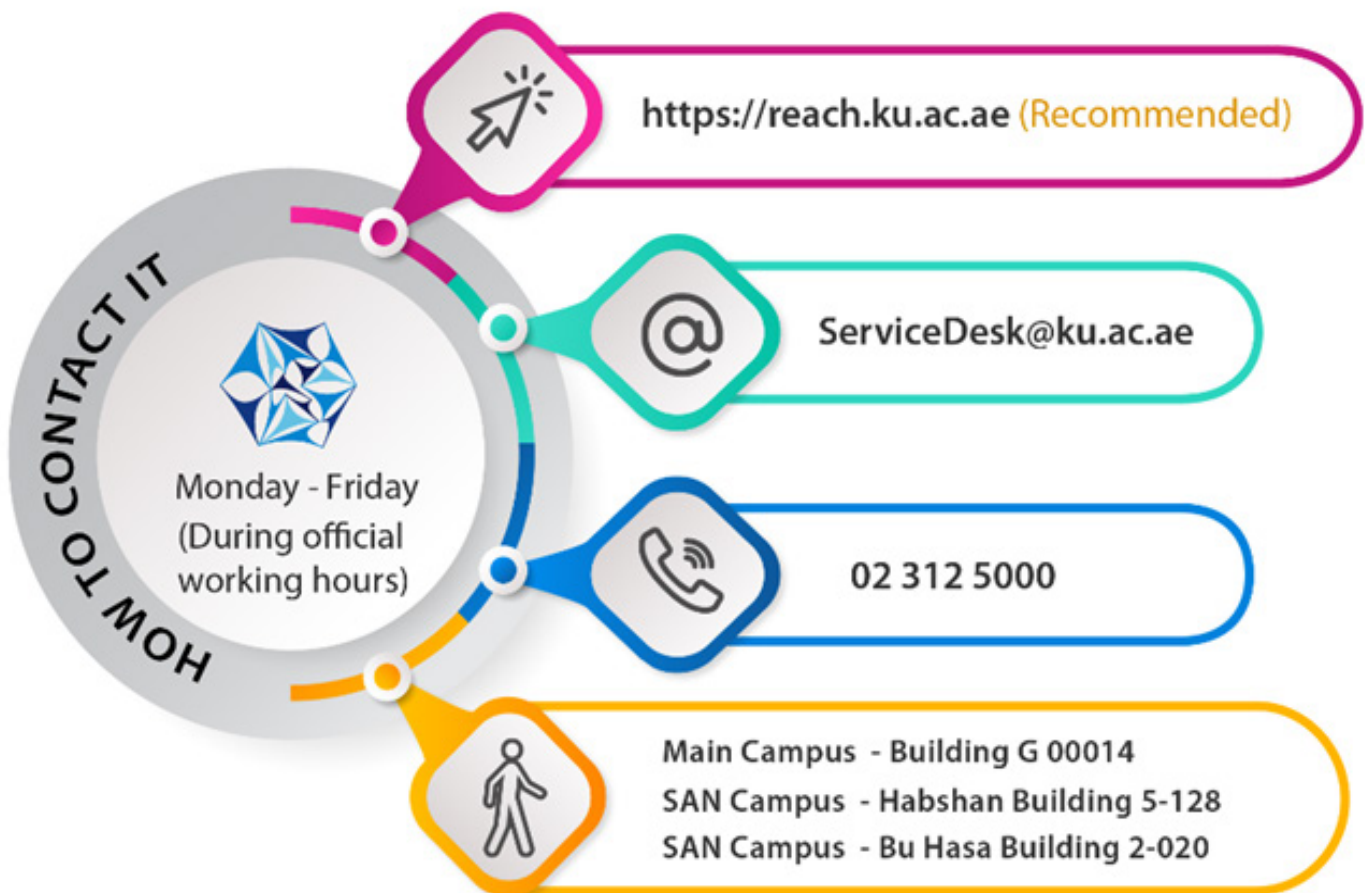 HOW TO CONTACT IT
Monday - Friday
(During official
working hours)
https://reach.ku.ac.ae (Recommended)
ServiceDesk@ku.ac.ae
02 312 5000
Main Campus - Building G 00014
SAN Campus - Habshan Building 5-128
SAN Campus - Bu Hasa Building 2-020